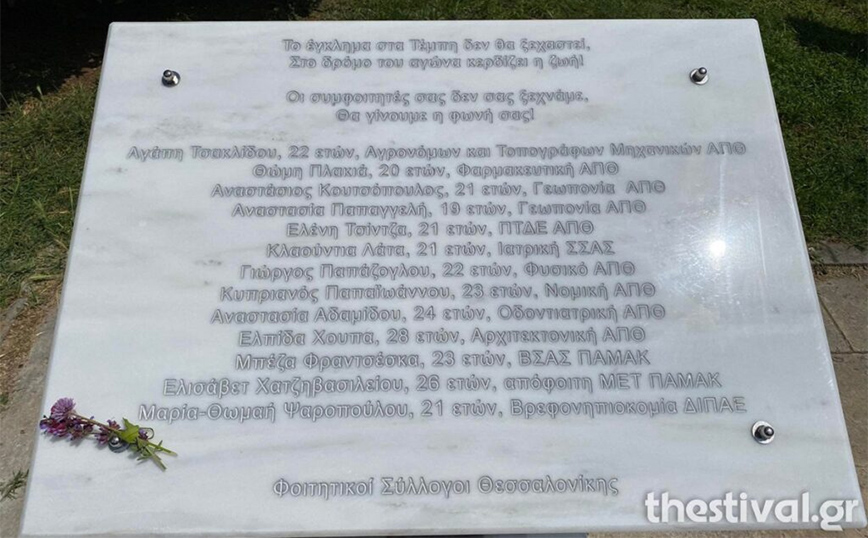 Το έγκλημα στα Τέμπη δεν θα ξεχαστεί,
Στο δρόμο του αγώνα κερδίζει η ζωή!
Οι συμφοιτητές σας δεν σας ξεχνάμε,
Θα γίνουμε η φωνή σας!
Αγάπη Τσακλίδου, 22 ετών, Αγρονόμων και Τοπογράφων Μηχανικών ΑΠΘ
Θώμη Πλακιά, 20 ετών, Φαρμακευτική ΑΠΘ
Αναστάσιος Κουτσόπουλος, 21 ετών, Γεωπονία ΑΠΘ
Αναστασία Παπαγγελή, 19 ετών, Γεωπονία ΑΠΘ
Ελένη Τσίντζα, 21 ετών, ΠΤΔΕ ΑΠΘ
Κλαούντια Λάτα, 21 ετών, Ιατρική ΣΣΑΣ
Γιώργος Παπάζογλου, 22 ετών, Φυσικό ΑΠΘ
Κυπριανός Παπαϊωάννου, 23 ετών, Νομική ΑΠΘ
Αναστασία Αδαμίδου, 24 ετών, Οδοντιατρική ΑΠΘ
Ελπίδα Χουπα, 28 ετών, Αρχιτεκτονική ΑΠΘ
Μπέζα Φραντσέσκα, 23 ετών, ΒΣΑΣ ΠΑΜΑΚ
Ελισάβετ Χατζηβασιλείου, 26 ετών, απόφοιτη ΜΕΤ ΠΑΜΑΚ
Μαρία-Θωμαή Ψαροπούλου, 21 ετών, Βρεφονηπιοκομία ΔΙΠΑΕ
Φοιτητικοί Σύλλογοι Θεσσαλονίκης
thestival.gr